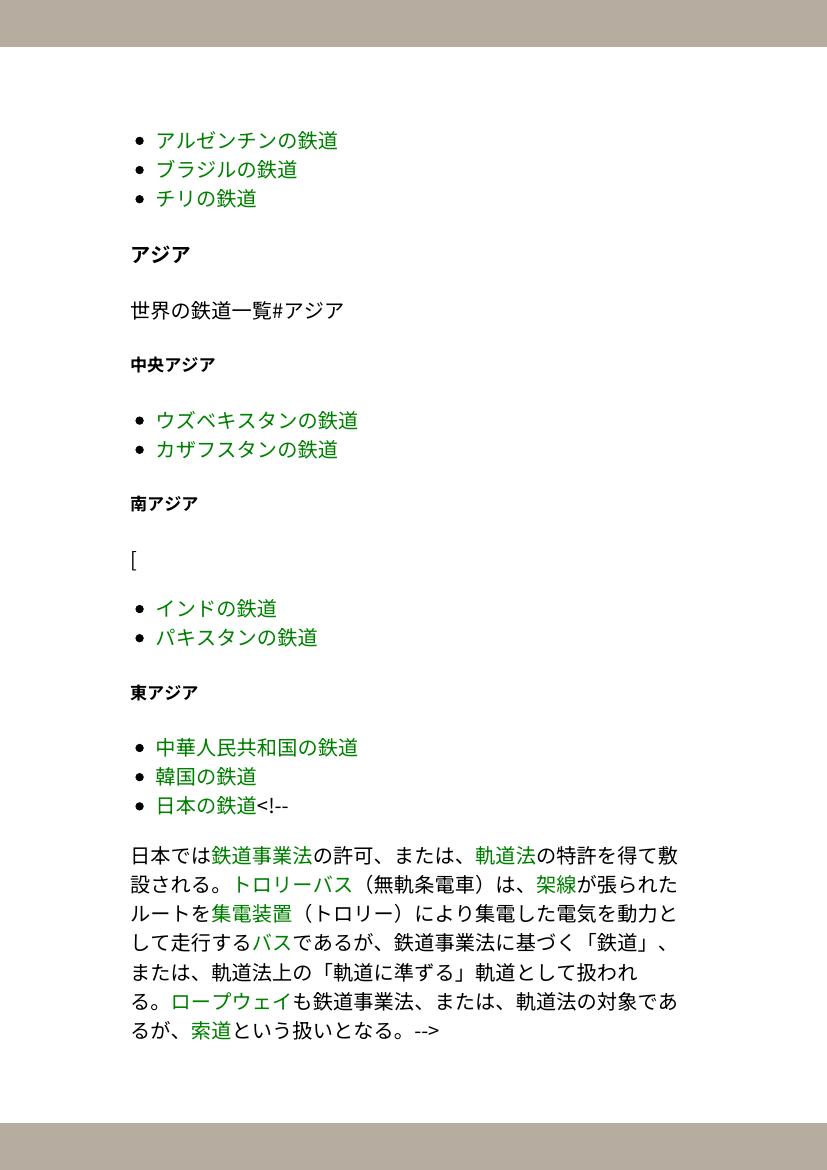 アルゼンチンの鉄道
ブラジルの鉄道
チリの鉄道
アジア
世界の鉄道一覧#アジア
中央アジア
ウズベキスタンの鉄道
カザフスタンの鉄道
南アジア
[
インドの鉄道
パキスタンの鉄道
東アジア
中華人民共和国の鉄道
韓国の鉄道
日本の鉄道<!--
日本では鉄道事業法の許可、または、軌道法の特許を得て敷
設される。トロリーバス（無軌条電車）は、架線が張られた
ルートを集電装置（トロリー）により集電した電気を動力と
して走行するバスであるが、鉄道事業法に基づく「鉄道」、
または、軌道法上の「軌道に準ずる」軌道として扱われ
る。ロープウェイも鉄道事業法、または、軌道法の対象であ
るが、索道という扱いとなる。-->